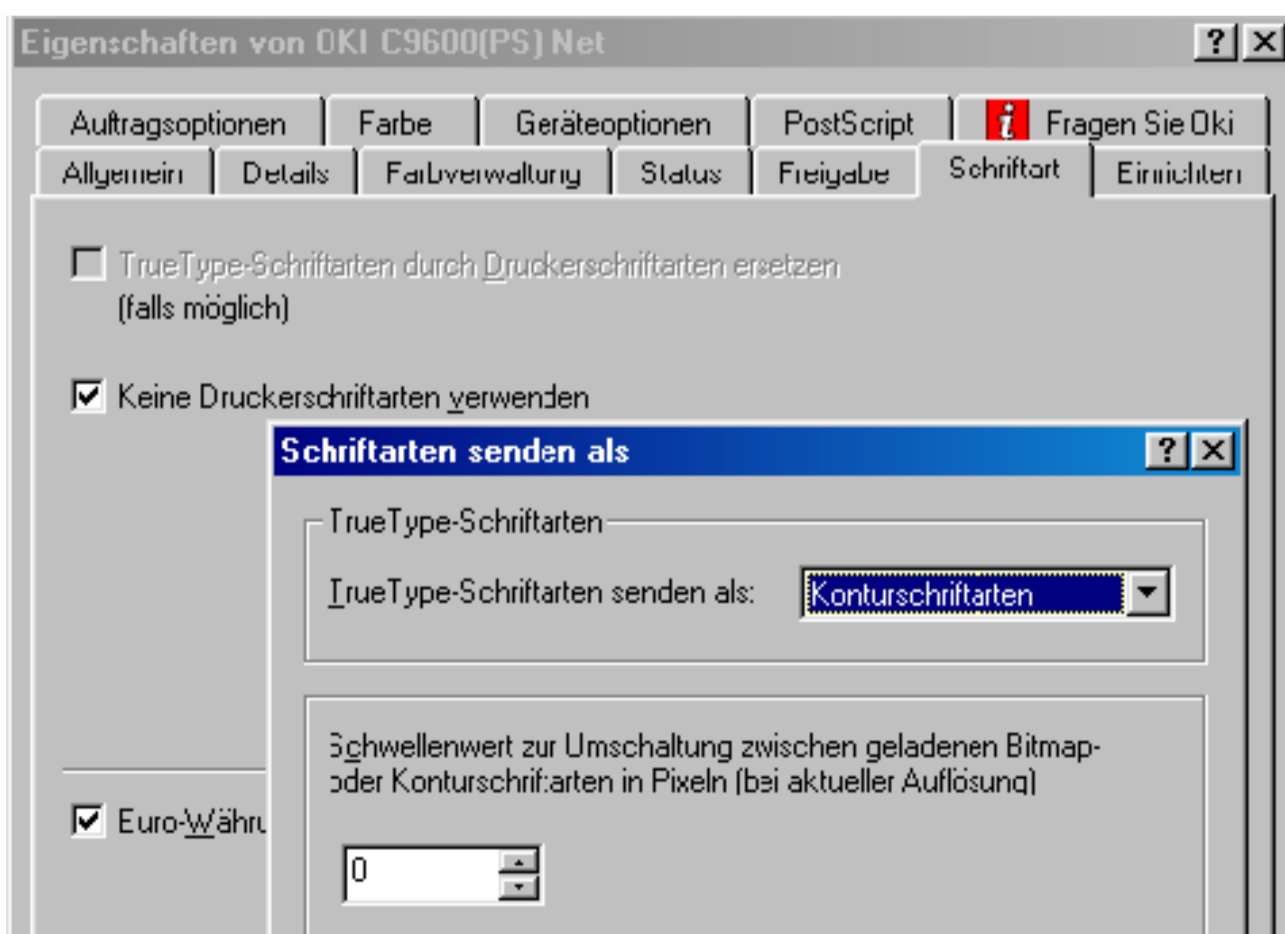 Eigenschaften von OKI C9600(PS) Net
Auftragsoptionen Farbe Geräteoptionen PostScript i Fragen Sie Oki
Allgemein Details Farbverwaltung Status Freigabe Schriftart Einrichten
TrueType-Schriftarten durch Druckerschriftarten ersetzen
(falls möglich)
Keine Druckerschriftarten verwenden
Schriftarten senden als
TrueType-Schriftarten
TrueType-Schriftarten senden als: Konturschriftarten
Schwellenwert zur Umschaltung zwischen geladenen Bitmap-
oder Konturschriftarten in Pixeln (bei aktueller Auflösung)
Euro-Währu
0